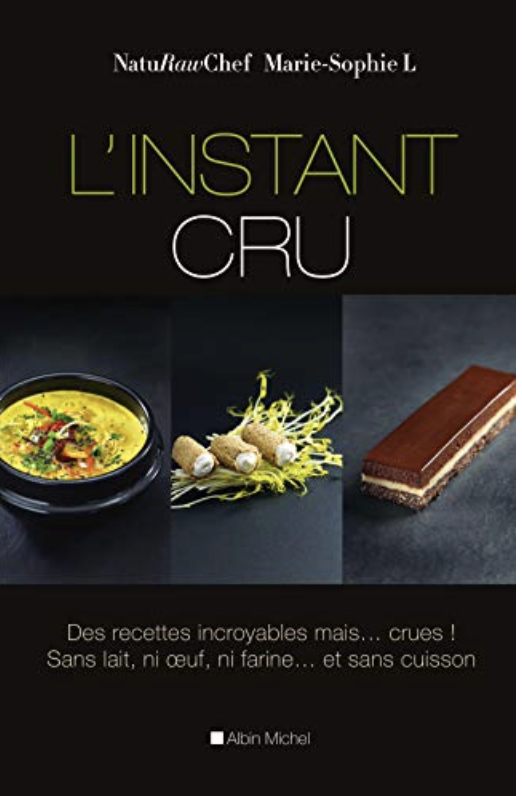 NatuRawChef Marie-Sophie L
L'INSTANT
CRU
Des recettes incroyables mais... crues !
Sans lait, ni œuf, ni farine... et sans cuisson
Albin Michel